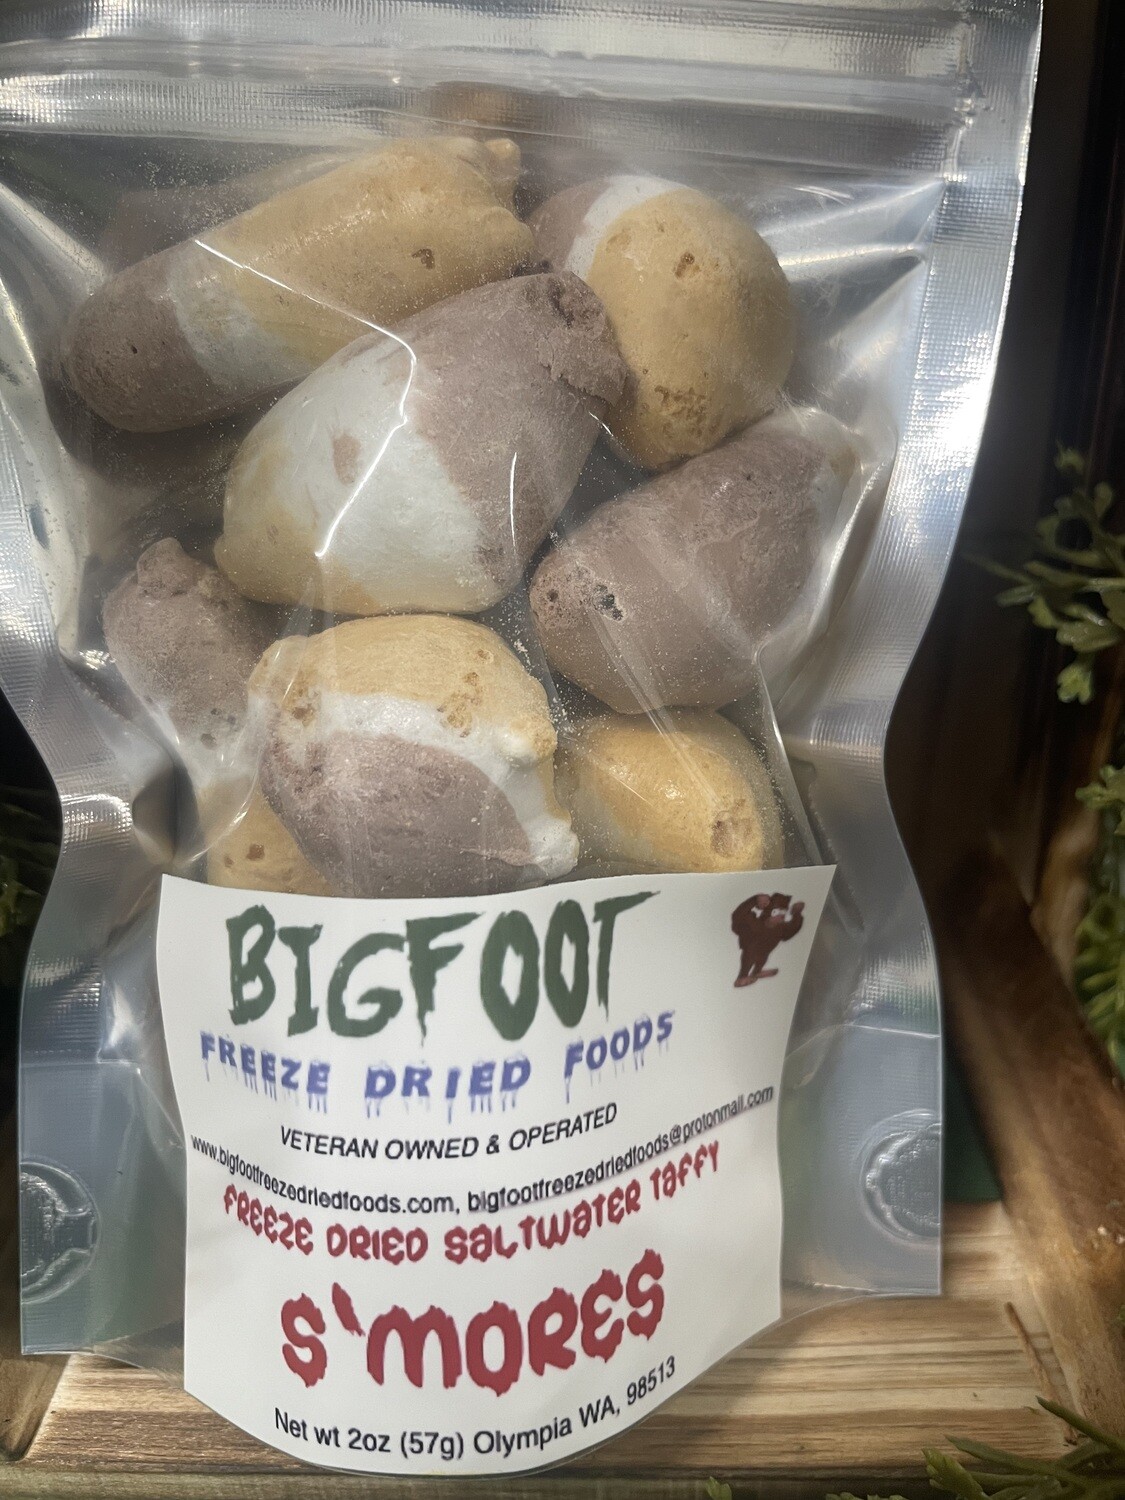 BIGFOOT
FREEZE DRIED FOODS
VETERAN OWNED & OPERATED
www.bigfootfreezedriedfoods.com, bigfootfreezedriedfoods@protonmail.com
FREEZE DRIED SALTWATER TAFFY
S'MORES
Net wt 2oz (57g) Olympia WA, 98513